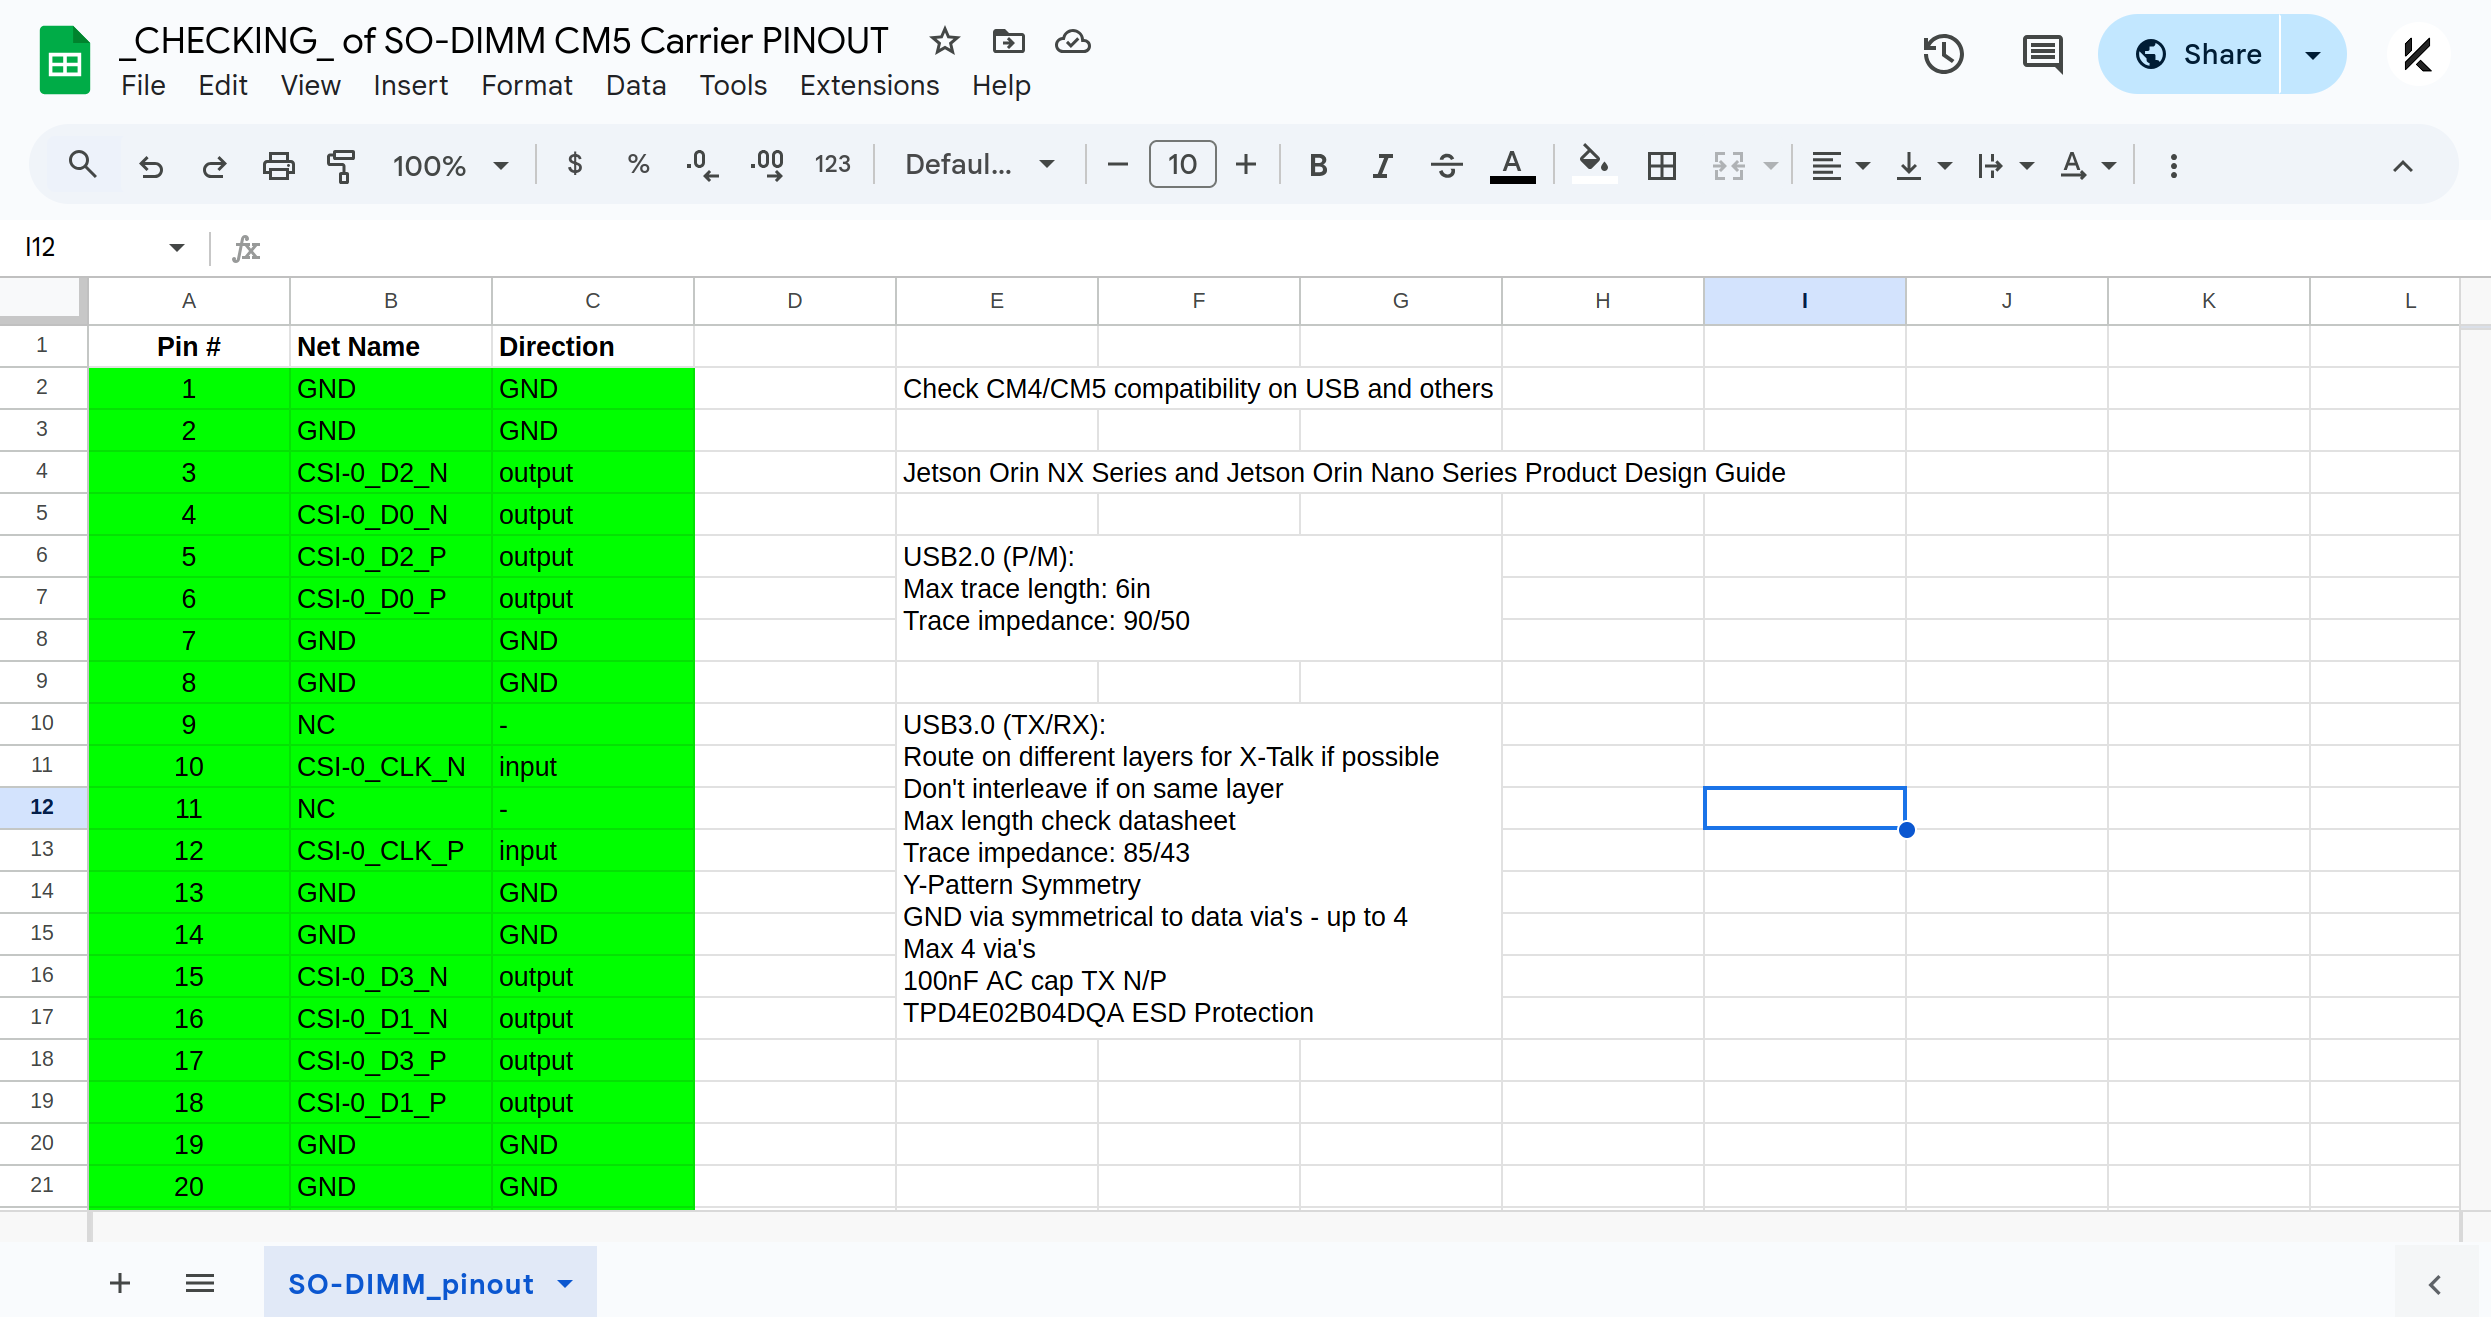 _CHECKING_ of SO-DIMM CM5 Carrier PINOUT
File Edit View Insert Format Data Tools Extensions Help
Share
100% $ % .0 .00 123 Defaul... 10 B I A A
I12 fx
A B C D E F G H I J K L
1 Pin # Net Name Direction
2 1 GND GND Check CM4/CM5 compatibility on USB and others
3 2 GND GND
4 3 CSI-0_D2_N output Jetson Orin NX Series and Jetson Orin Nano Series Product Design Guide
5 4 CSI-0_D0_N output
6 5 CSI-0_D2_P output USB2.0 (P/M):
7 6 CSI-0_D0_P output Max trace length: 6in
8 7 GND GND Trace impedance: 90/50
9 8 GND GND
10 9 NC - USB3.0 (TX/RX):
11 10 CSI-0_CLK_N input Route on different layers for X-Talk if possible
Don't interleave if on same layer
12 11 NC - Max length check datasheet
13 12 CSI-0_CLK_P input Trace impedance: 85/43
14 13 GND GND Y-Pattern Symmetry
15 14 GND GND GND via symmetrical to data via's - up to 4
Max 4 via's
16 15 CSI-0_D3_N output 100nF AC cap TX N/P
17 16 CSI-0_D1_N output TPD4E02B04DQA ESD Protection
18 17 CSI-0_D3_P output
19 18 CSI-0_D1_P output
20 19 GND GND
21 20 GND GND
SO-DIMM_pinout